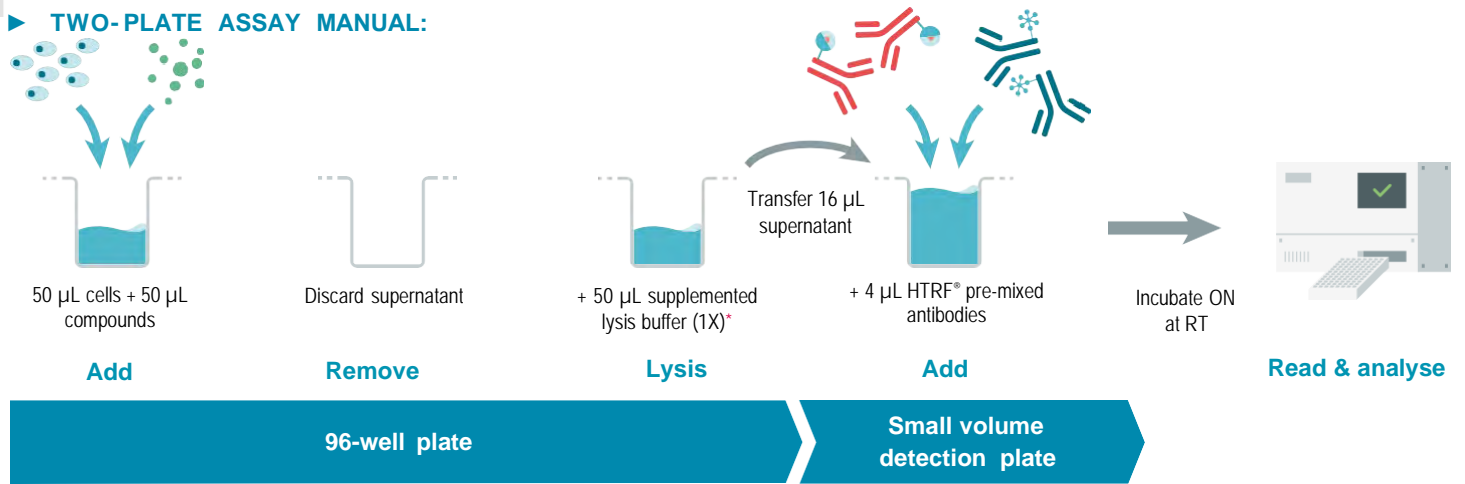 ► TWO-PLATE ASSAY MANUAL:
Transfer 16 µL
supernatant
50 µL cells + 50 µL
compounds
Discard supernatant
+ 50 µL supplemented
lysis buffer (1X)*
+ 4 µL HTRF® pre-mixed
antibodies
Incubate ON
at RT
Add
Remove
Lysis
Add
Read & analyse
96-well plate
Small volume
detection plate